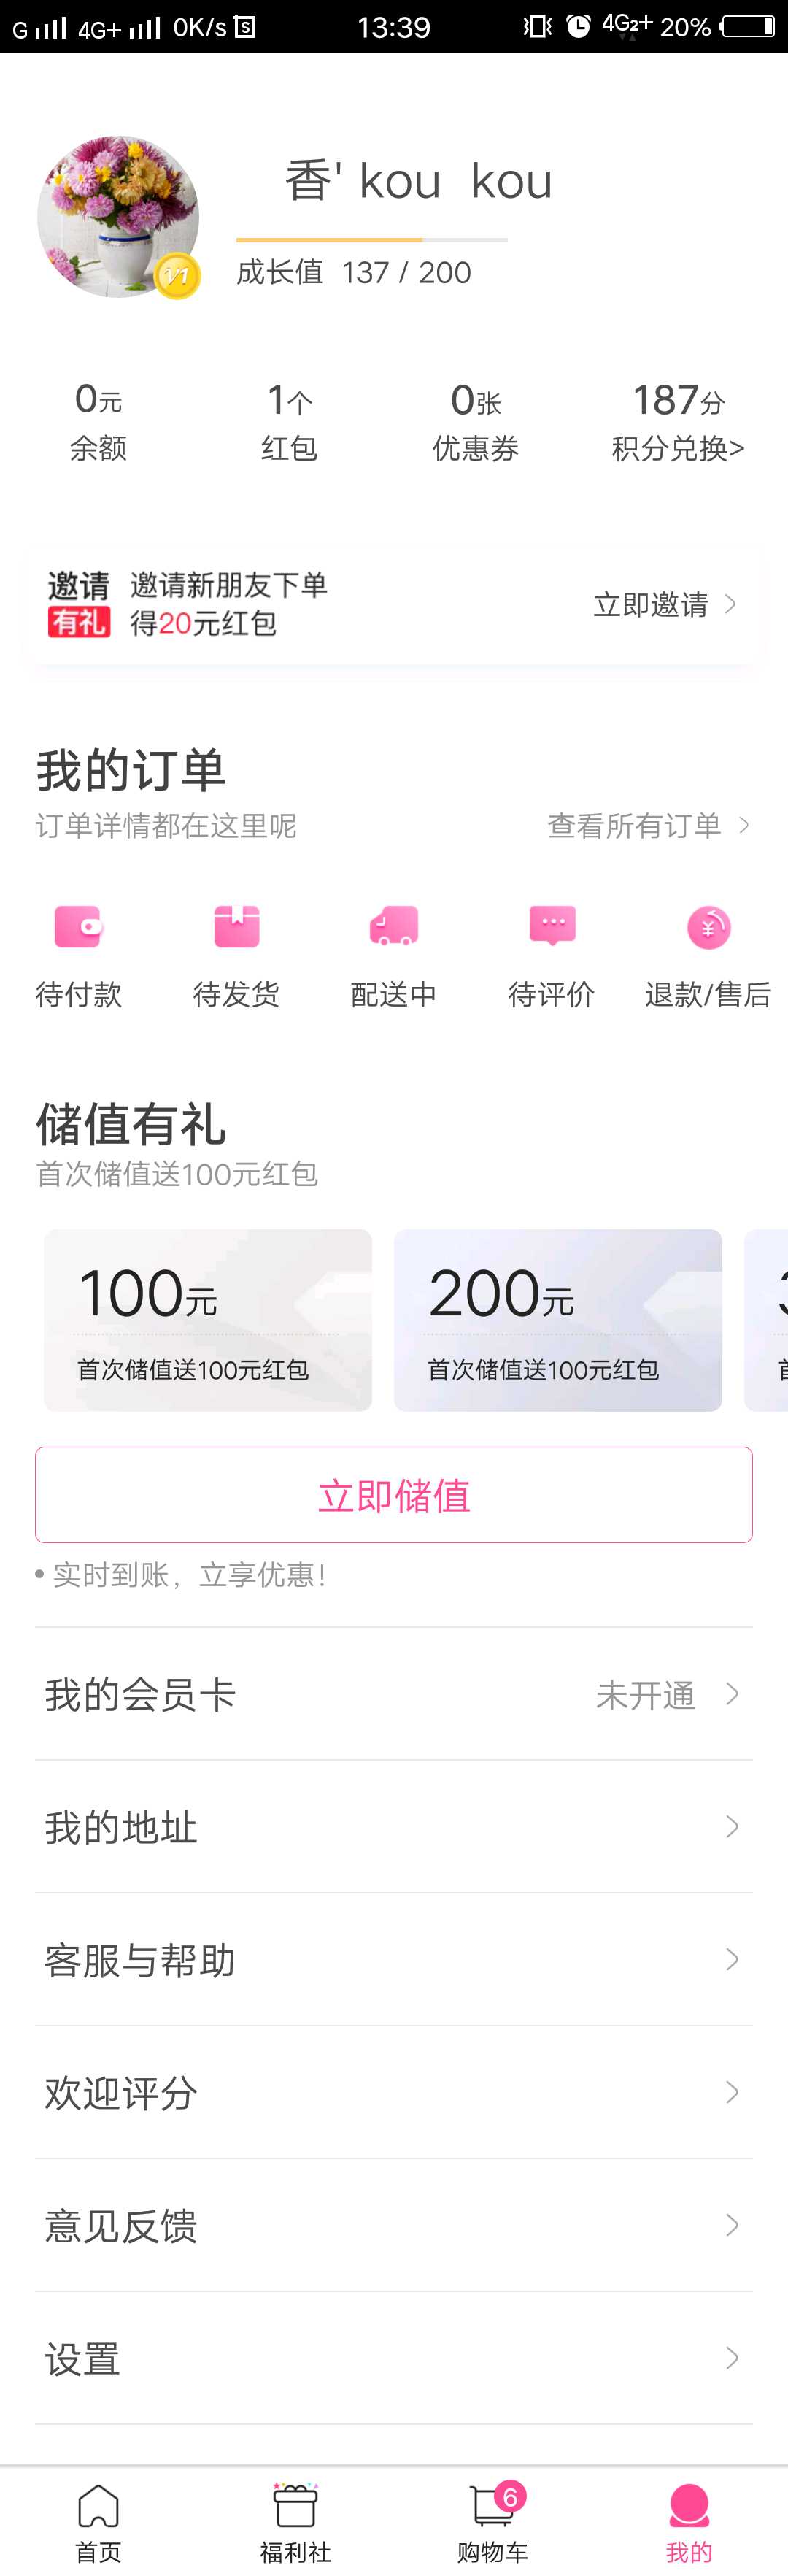 G 4G+ 0K/s S 13:39 4G2+ 20%
香' kou kou
V1
成长值 137 / 200
0元 1个 0张 187分
余额 红包 优惠券 积分兑换>
邀请 邀请新朋友下单
有礼 得20元红包
立即邀请
我的订单
订单详情都在这里呢 查看所有订单
待付款 待发货 配送中 待评价 退款/售后
储值有礼
首次储值送100元红包
100元 200元
首次储值送100元红包 首次储值送100元红包
立即储值
• 实时到账，立享优惠！
我的会员卡 未开通
我的地址
客服与帮助
欢迎评分
意见反馈
设置
6
首页 福利社 购物车 我的